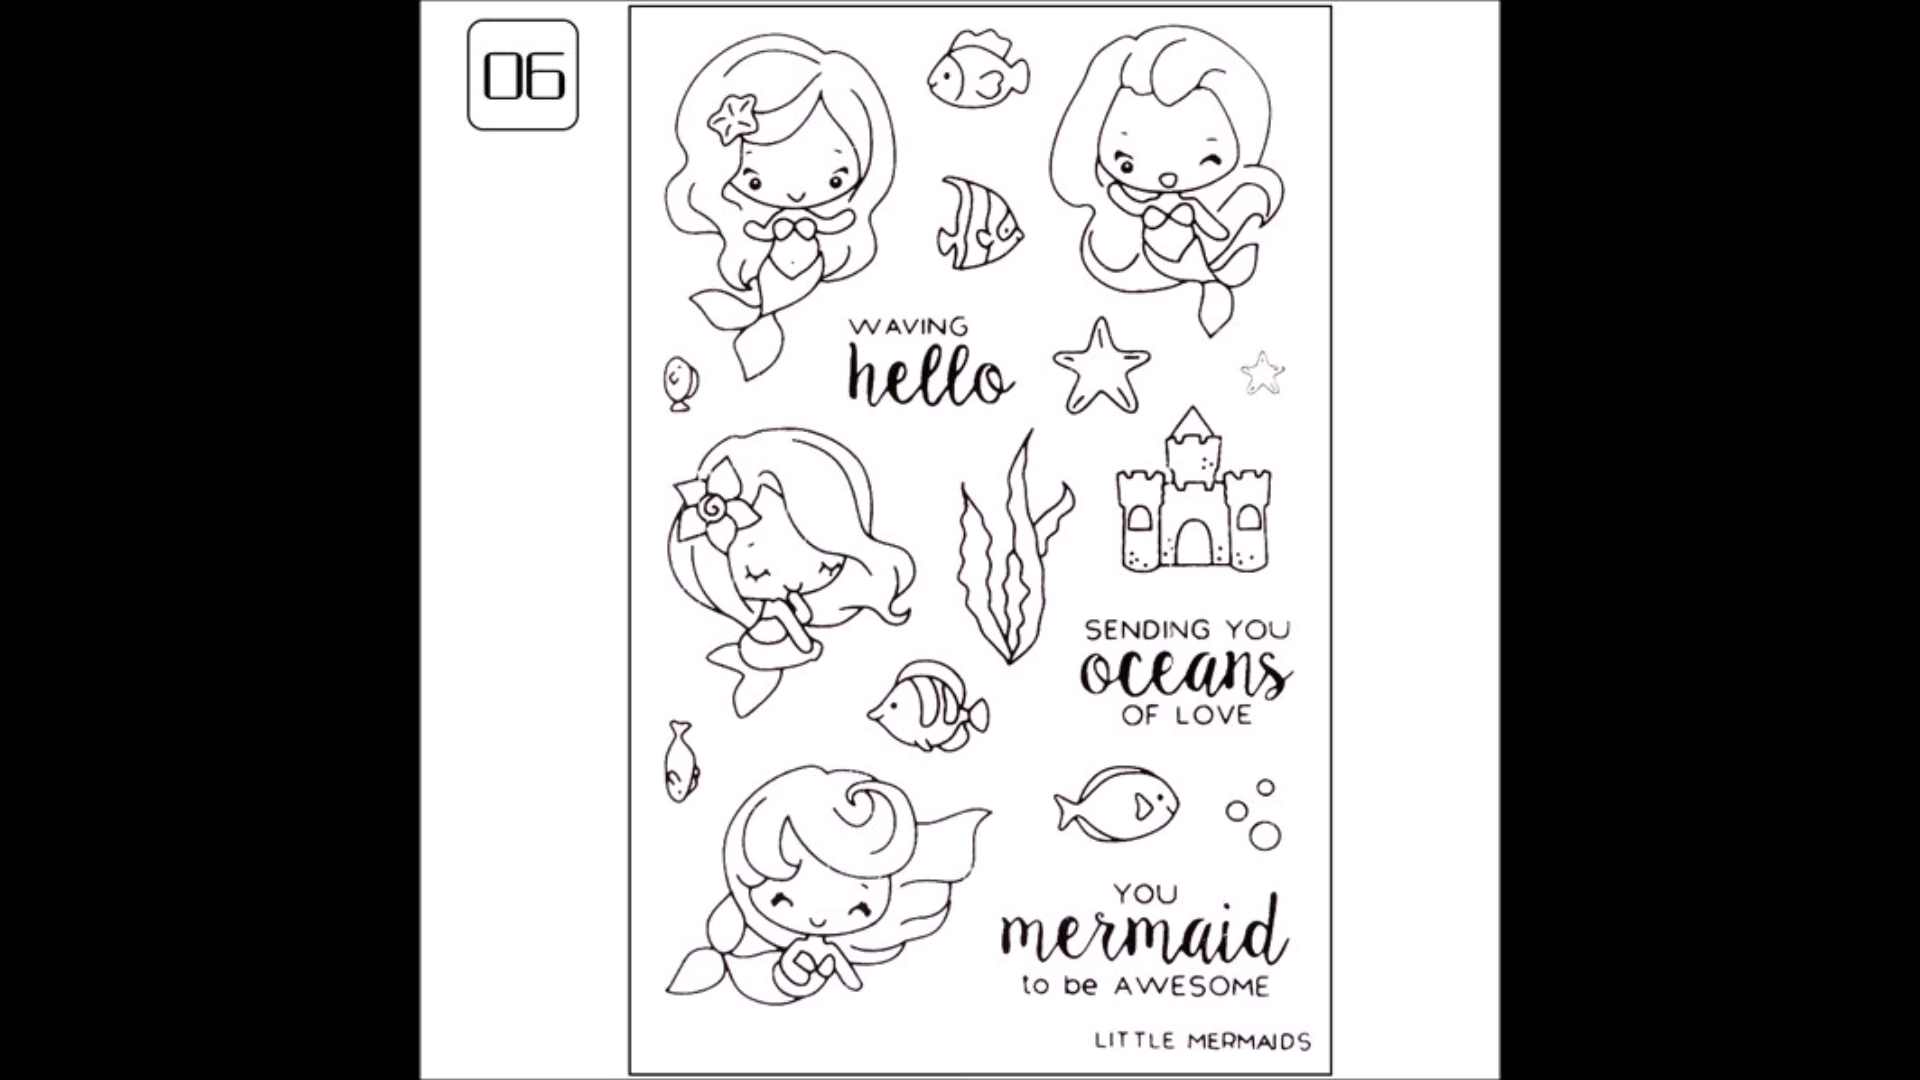 06
WAVING
hello
SENDING YOU
oceans
OF LOVE
YOU
mermaid
to be AWESOME
LITTLE MERMAIDS